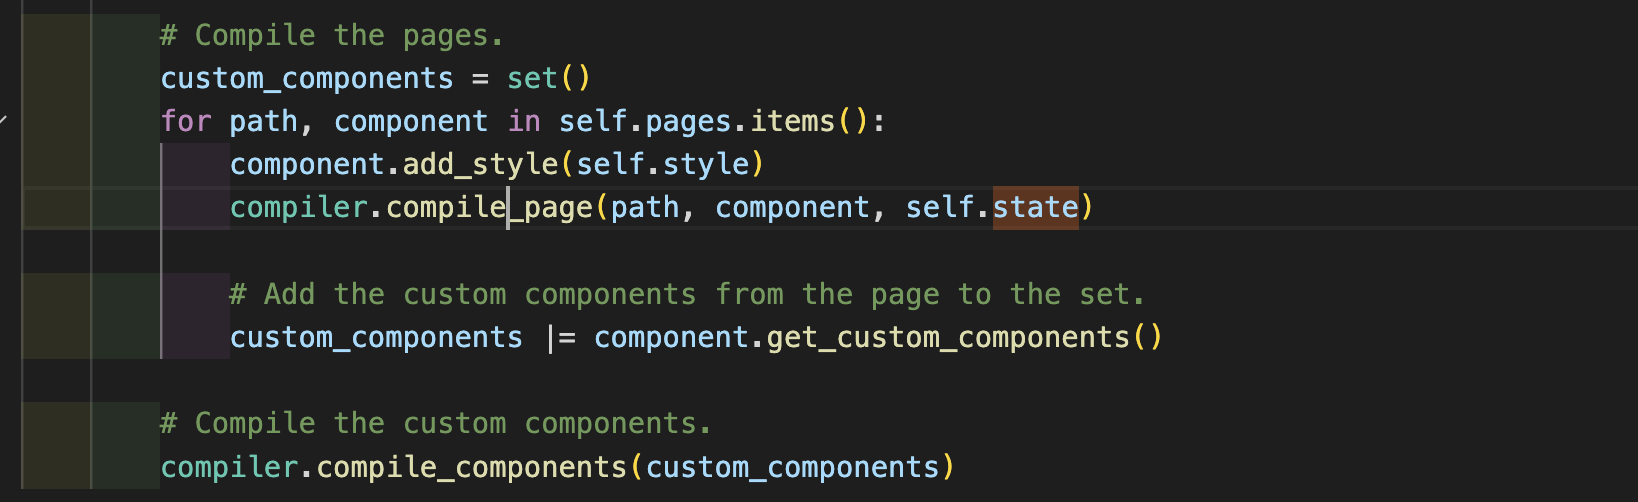 # Compile the pages.
custom_components = set()
for path, component in self.pages.items():
component.add_style(self.style)
compiler.compile_page(path, component, self.state)
# Add the custom components from the page to the set.
custom_components |= component.get_custom_components()
# Compile the custom components.
compiler.compile_components(custom_components)